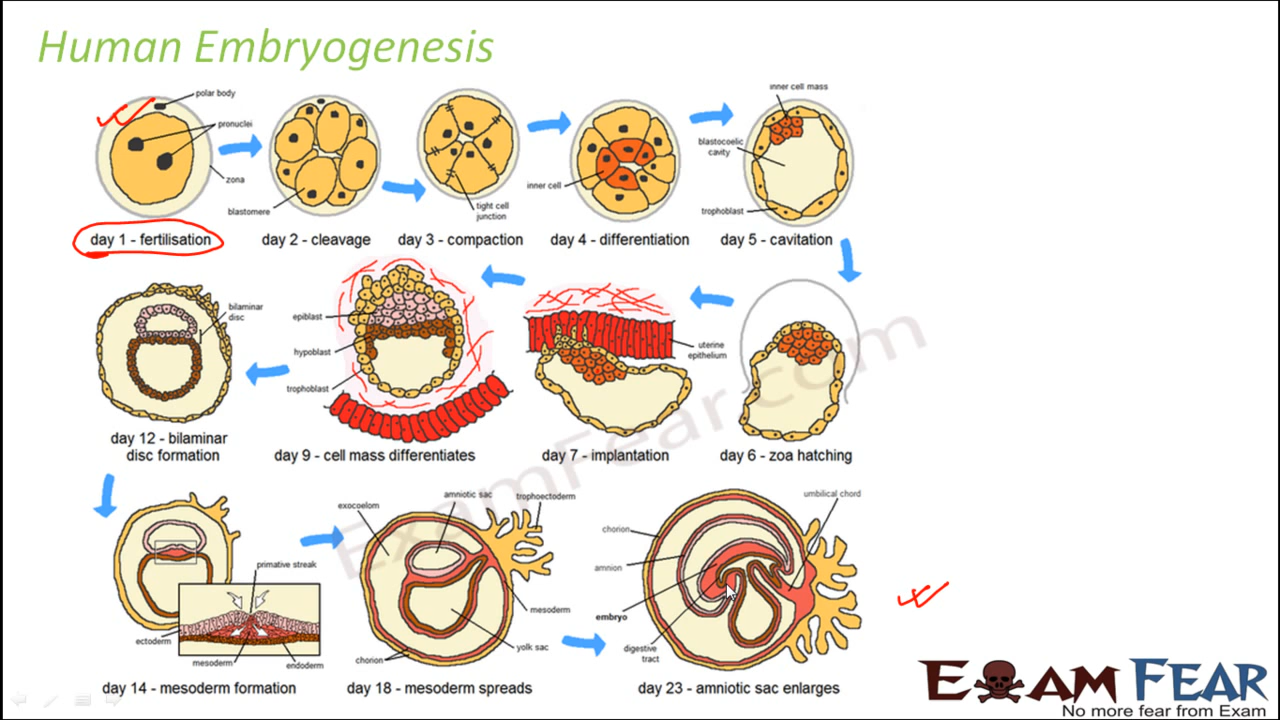 Human Embryogenesis
polar body
pronuclei
zona
blastomere
tight cell
junction
inner cell
inner cell mass
blastocoelic
cavity
trophoblast
day 1 - fertilisation
day 2 - cleavage
day 3 - compaction
day 4 - differentiation
day 5 - cavitation
bilaminar
disc
epiblast
hypoblast
trophoblast
uterine
epithelium
day 12 - bilaminar
disc formation
day 9 - cell mass differentiates
day 7 - implantation
day 6 - zoa hatching
primative streak
ectoderm
mesoderm
endoderm
exocoelom
amniotic sac
trophoectoderm
mesoderm
yolk sac
chorion
umbilical chord
chorion
amnion
embryo
digestive
tract
day 14 - mesoderm formation
day 18 - mesoderm spreads
day 23 - amniotic sac enlarges
ExamFear.com
EXAM FEAR
No more fear from Exam